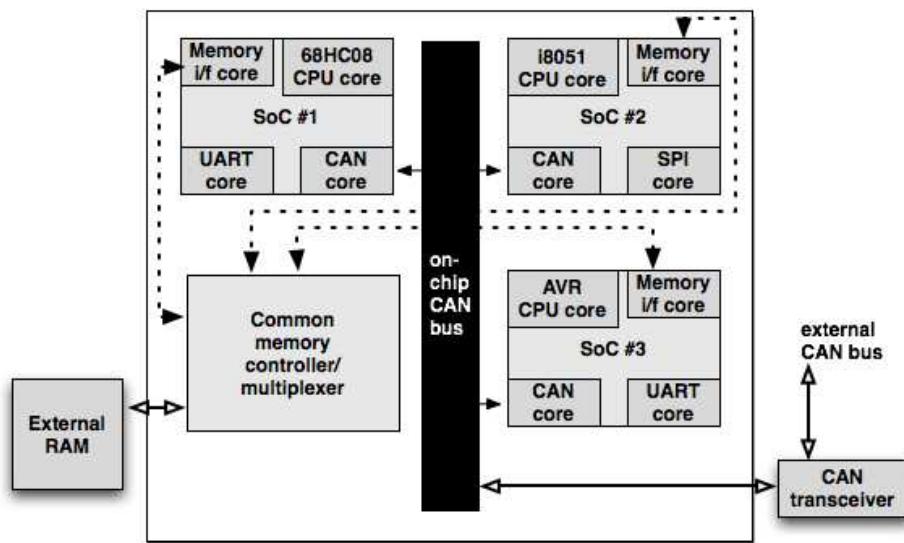 Memory
i/f core
68HC08
CPU core
SoC #1
UART
core
CAN
core
i8051
CPU core
Memory
i/f core
SoC #2
CAN
core
SPI
core
on-
chip
CAN
bus
Common
memory
controller/
multiplexer
AVR
CPU core
Memory
i/f core
SoC #3
CAN
core
UART
core
External
RAM
external
CAN bus
CAN
transceiver